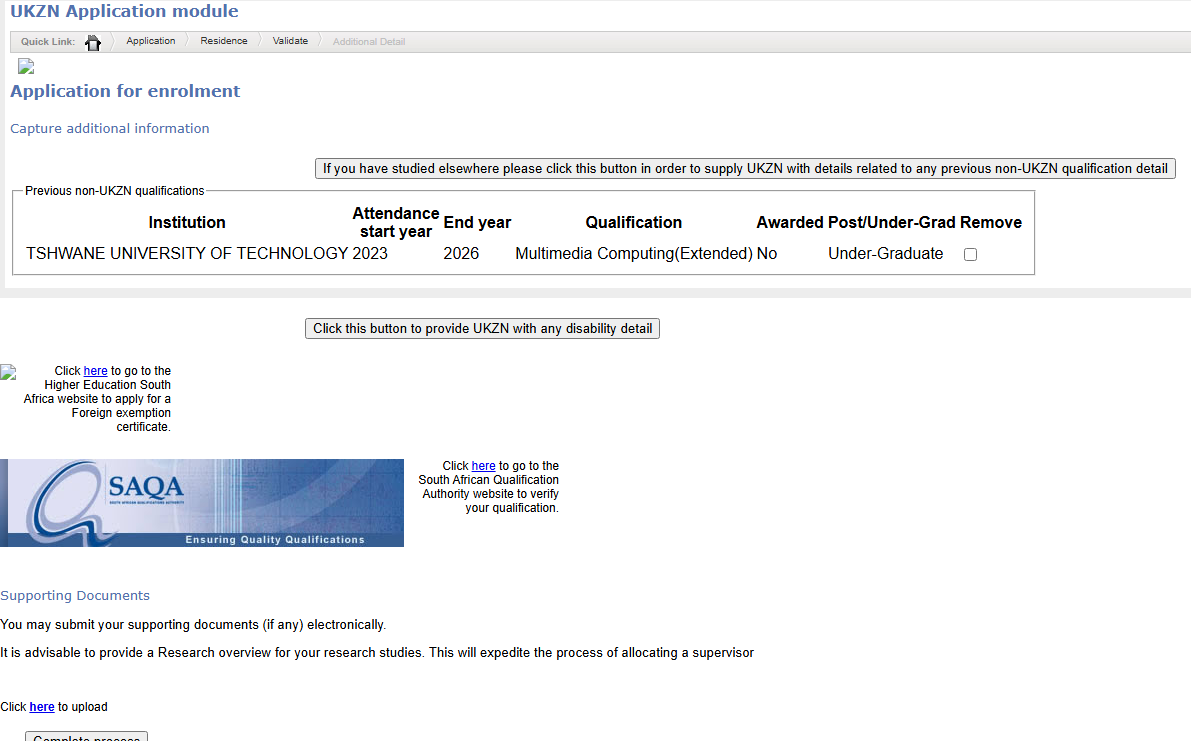 UKZN Application module
Quick Link: Application Residence Validate Additional Detail
Application for enrolment
Capture additional information
If you have studied elsewhere please click this button in order to supply UKZN with details related to any previous non-UKZN qualification detail
Previous non-UKZN qualifications
Institution Attendance start year End year Qualification Awarded Post/Under-Grad Remove
TSHWANE UNIVERSITY OF TECHNOLOGY 2023 2026 Multimedia Computing(Extended) No Under-Graduate
Click this button to provide UKZN with any disability detail
Click here to go to the
Higher Education South
Africa website to apply for a
Foreign exemption
certificate.
SAQA
SOUTH AFRICAN QUALIFICATIONS AUTHORITY
Ensuring Quality Qualifications
Click here to go to the
South African Qualification
Authority website to verify
your qualification.
Supporting Documents
You may submit your supporting documents (if any) electronically.
It is advisable to provide a Research overview for your research studies. This will expedite the process of allocating a supervisor
Click here to upload
Complete process